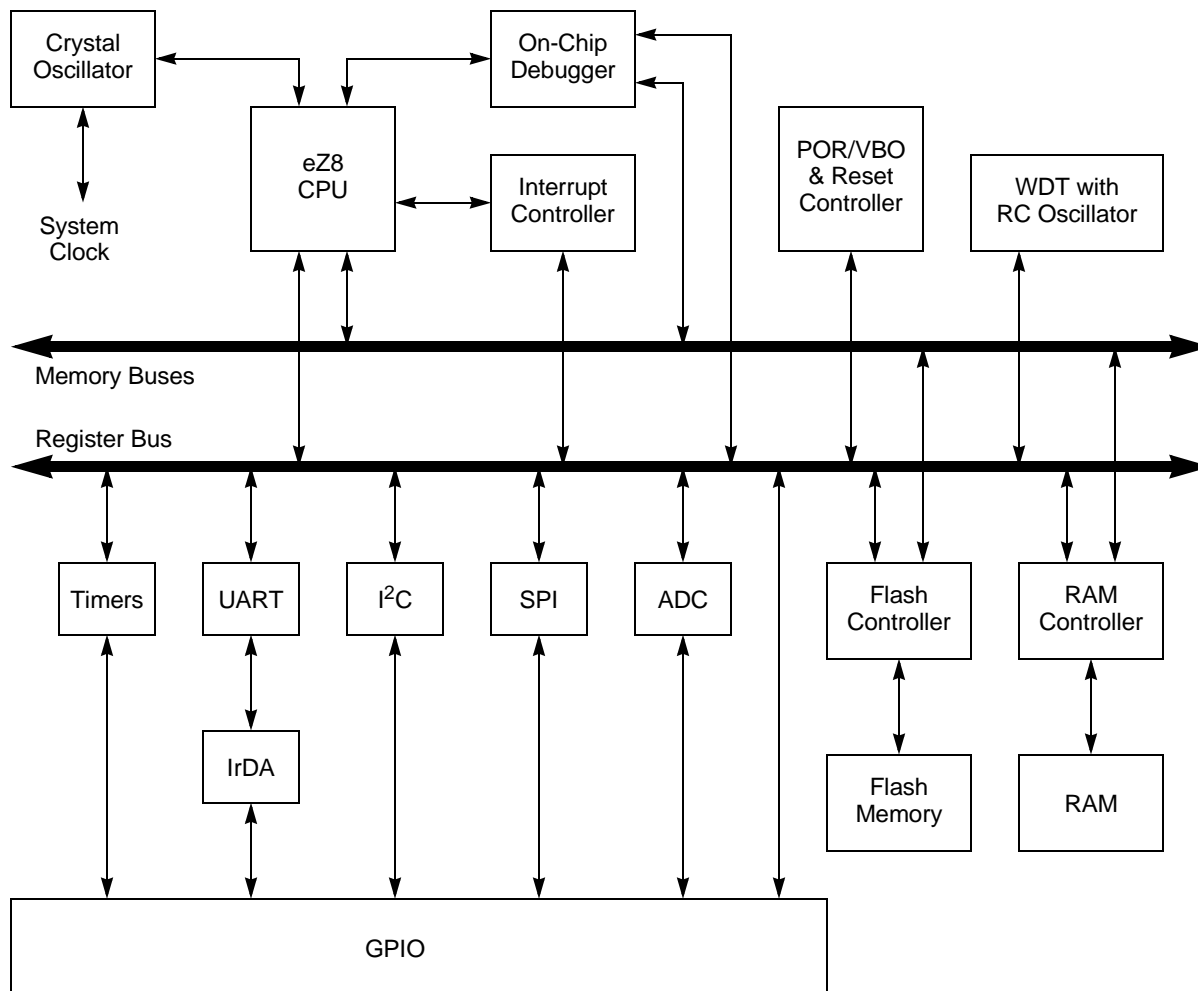 Crystal
Oscillator
On-Chip
Debugger
eZ8
CPU
Interrupt
Controller
POR/VBO
& Reset
Controller
WDT with
RC Oscillator
System
Clock
Memory Buses
Register Bus
Timers
UART
I²C
SPI
ADC
Flash
Controller
RAM
Controller
IrDA
Flash
Memory
RAM
GPIO